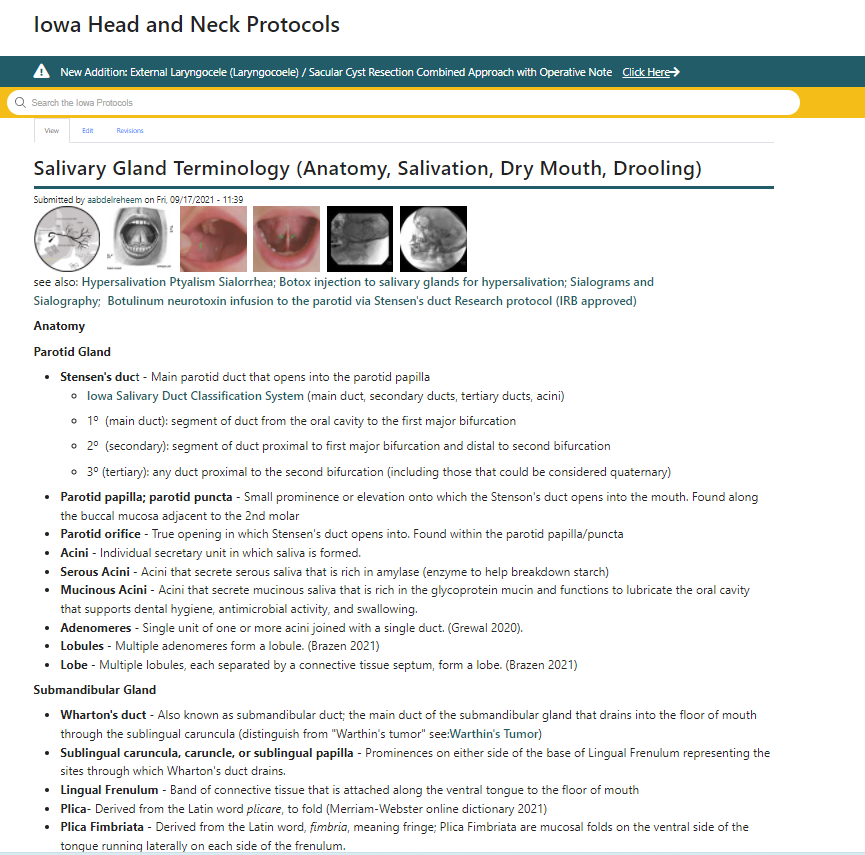 Iowa Head and Neck Protocols
New Addition: External Laryngocele (Laryngocoele) / Sacular Cyst Resection Combined Approach with Operative Note Click Here→
Search the Iowa Protocols
View Edit Revisions
Salivary Gland Terminology (Anatomy, Salivation, Dry Mouth, Drooling)
Submitted by aabdelreheem on Fri, 09/17/2021 - 11:39
see also: Hypersalivation Ptyalism Sialorrhea; Botox injection to salivary glands for hypersalivation; Sialograms and
Sialography; Botulinum neurotoxin infusion to the parotid via Stensen's duct Research protocol (IRB approved)
Anatomy
Parotid Gland
• Stensen's duct - Main parotid duct that opens into the parotid papilla
◦ Iowa Salivary Duct Classification System (main duct, secondary ducts, tertiary ducts, acini)
◦ 1º (main duct): segment of duct from the oral cavity to the first major bifurcation
◦ 2º (secondary): segment of duct proximal to first major bifurcation and distal to second bifurcation
◦ 3º (tertiary): any duct proximal to the second bifurcation (including those that could be considered quaternary)
• Parotid papilla; parotid puncta - Small prominence or elevation onto which the Stenson's duct opens into the mouth. Found along
the buccal mucosa adjacent to the 2nd molar
• Parotid orifice - True opening in which Stensen's duct opens into. Found within the parotid papilla/puncta
• Acini - Individual secretary unit in which saliva is formed.
• Serous Acini - Acini that secrete serous saliva that is rich in amylase (enzyme to help breakdown starch)
• Mucinous Acini - Acini that secrete mucinous saliva that is rich in the glycoprotein mucin and functions to lubricate the oral cavity
that supports dental hygiene, antimicrobial activity, and swallowing.
• Adenomeres - Single unit of one or more acini joined with a single duct. (Grewal 2020).
• Lobules - Multiple adenomeres form a lobule. (Brazen 2021)
• Lobe - Multiple lobules, each separated by a connective tissue septum, form a lobe. (Brazen 2021)
Submandibular Gland
• Wharton's duct - Also known as submandibular duct; the main duct of the submandibular gland that drains into the floor of mouth
through the sublingual caruncula (distinguish from "Warthin's tumor" see:Warthin's Tumor)
• Sublingual caruncula, caruncle, or sublingual papilla - Prominences on either side of the base of Lingual Frenulum representing the
sites through which Wharton's duct drains.
• Lingual Frenulum - Band of connective tissue that is attached along the ventral tongue to the floor of mouth
• Plica- Derived from the Latin word plicare, to fold (Merriam-Webster online dictionary 2021)
• Plica Fimbriata - Derived from the Latin word, fimbria, meaning fringe; Plica Fimbriata are mucosal folds on the ventral side of the
tongue running laterally on each side of the frenulum.